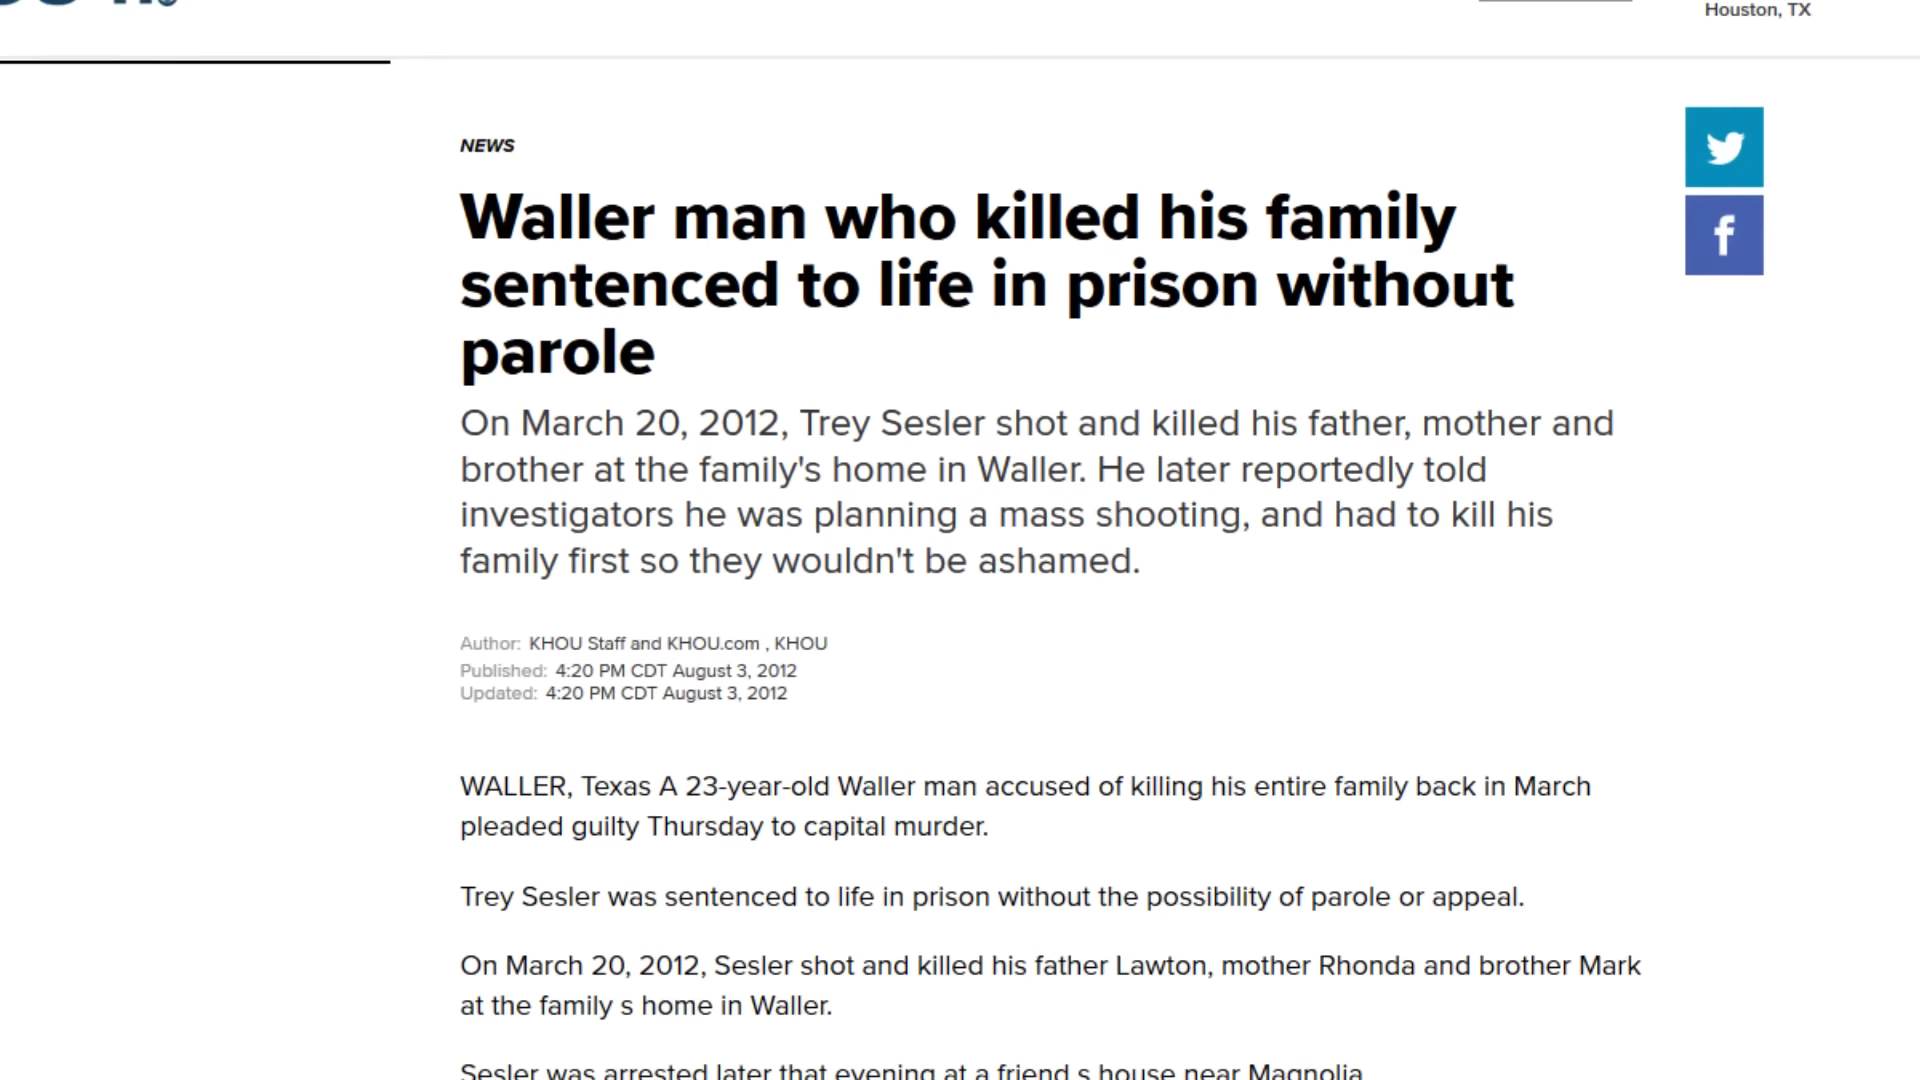 Houston, TX
NEWS
Waller man who killed his family
sentenced to life in prison without
parole
On March 20, 2012, Trey Sesler shot and killed his father, mother and
brother at the family's home in Waller. He later reportedly told
investigators he was planning a mass shooting, and had to kill his
family first so they wouldn't be ashamed.
Author: KHOU Staff and KHOU.com , KHOU
Published: 4:20 PM CDT August 3, 2012
Updated: 4:20 PM CDT August 3, 2012
WALLER, Texas A 23-year-old Waller man accused of killing his entire family back in March
pleaded guilty Thursday to capital murder.
Trey Sesler was sentenced to life in prison without the possibility of parole or appeal.
On March 20, 2012, Sesler shot and killed his father Lawton, mother Rhonda and brother Mark
at the family s home in Waller.
Sesler was arrested later that evening at a friend s house near Magnolia